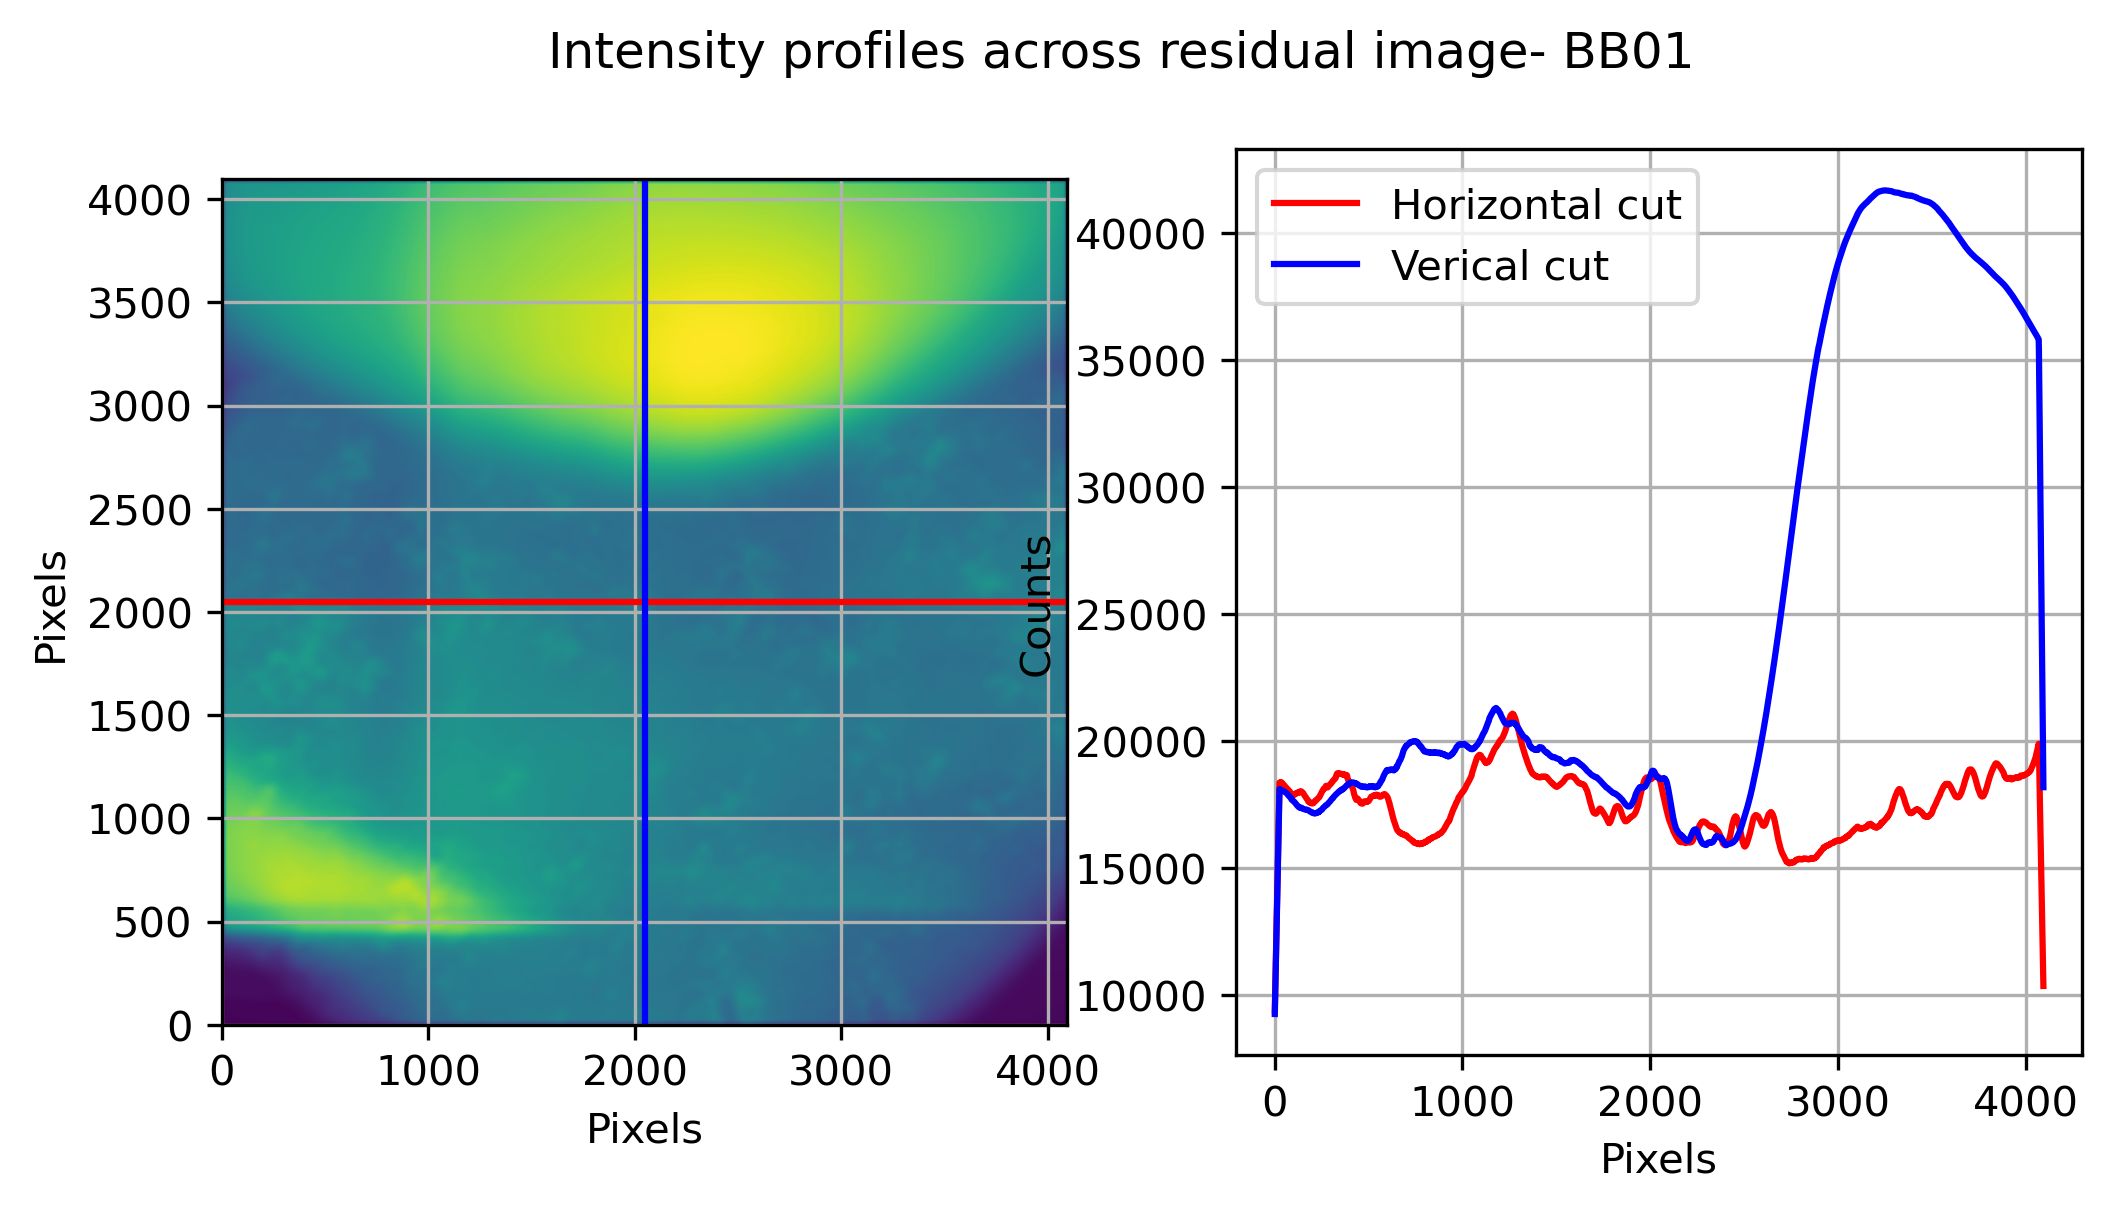 Intensity profiles across residual image- BB01
4000
3500
3000
2500
2000
1500
1000
500
0
Pixels
0 1000 2000 3000 4000
Pixels
40000
35000
30000
25000
20000
15000
10000
Counts
Horizontal cut
Verical cut
0 1000 2000 3000 4000
Pixels